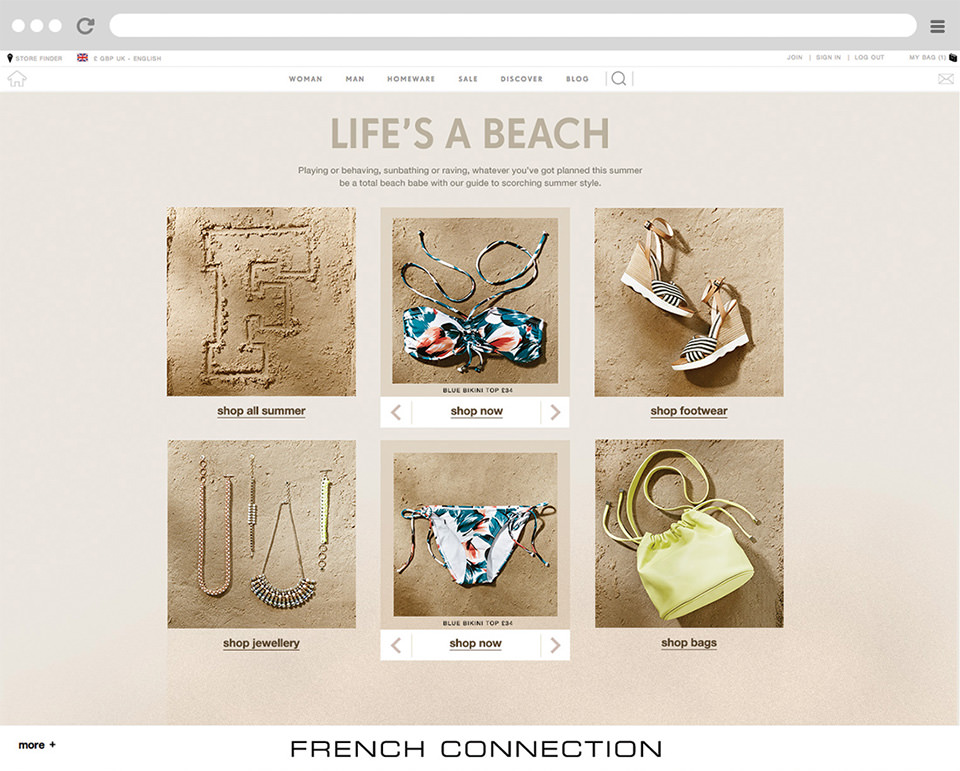 STORE FINDER £ GBP UK - ENGLISH
JOIN | SIGN IN | LOG OUT MY BAG (1)
WOMAN MAN HOMEWARE SALE DISCOVER BLOG
LIFE'S A BEACH
Playing or behaving, sunbathing or raving, whatever you've got planned this summer
be a total beach babe with our guide to scorching summer style.
F
BLUE BIKINI TOP £34
shop all summer
shop now
shop footwear
BLUE BIKINI TOP £34
shop jewellery
shop now
shop bags
more +
FRENCH CONNECTION